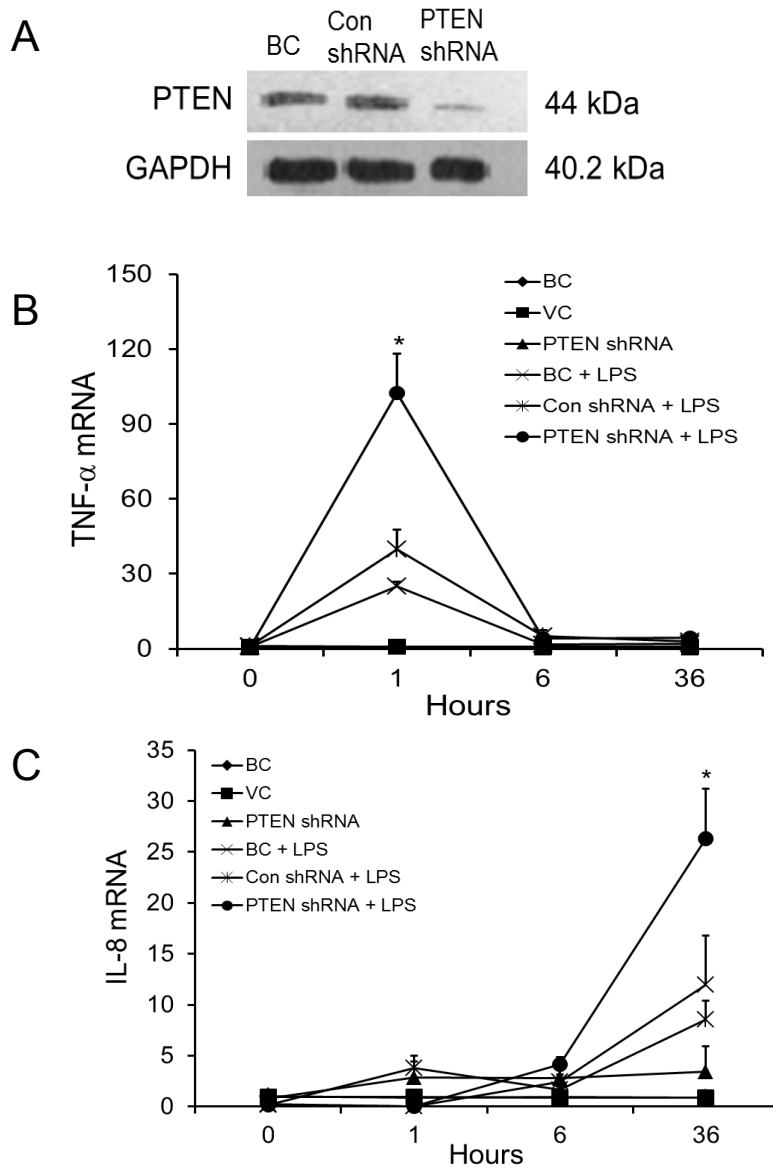 A
BC
Con shRNA
PTEN shRNA
PTEN
44 kDa
GAPDH
40.2 kDa
B
TNF-α mRNA
150
120
90
60
30
0
*
BC
VC
PTEN shRNA
BC + LPS
Con shRNA + LPS
PTEN shRNA + LPS
0 1 6 36
Hours
C
IL-8 mRNA
35
30
25
20
15
10
5
0
BC
VC
PTEN shRNA
BC + LPS
Con shRNA + LPS
PTEN shRNA + LPS
*
0 1 6 36
Hours